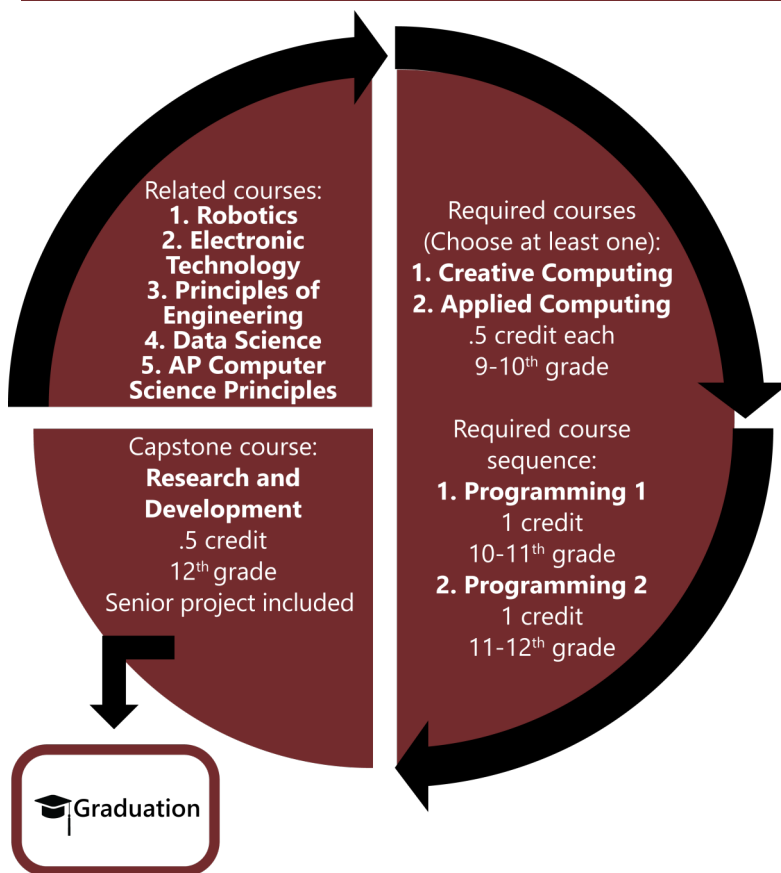 Related courses:
1. Robotics
2. Electronic
Technology
3. Principles of
Engineering
4. Data Science
5. AP Computer
Science Principles
Required courses
(Choose at least one):
1. Creative Computing
2. Applied Computing
.5 credit each
9-10th grade
Required course
sequence:
1. Programming 1
1 credit
10-11th grade
2. Programming 2
1 credit
11-12th grade
Capstone course:
Research and
Development
.5 credit
12th grade
Senior project included
Graduation